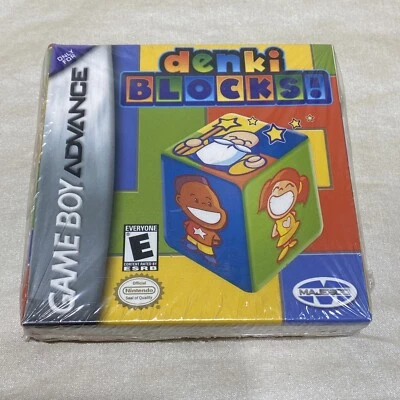 ONLY FOR
GAME BOY ADVANCE
denki
BLOCKS!
EVERYONE
E
CONTENT RATED BY
ESRB
Official
Nintendo
Seal of Quality
MAJESCO